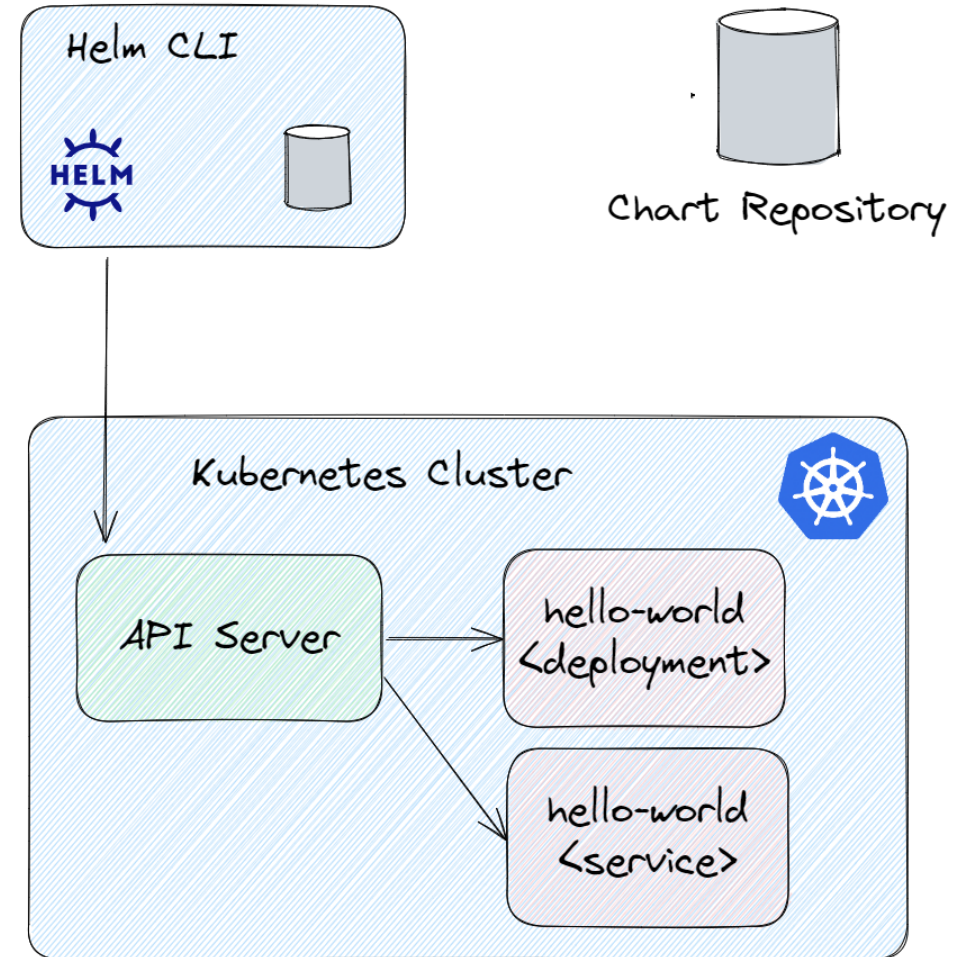 Helm CLI
HELM
Chart Repository
Kubernetes Cluster
API Server
hello-world
<deployment>
hello-world
<service>